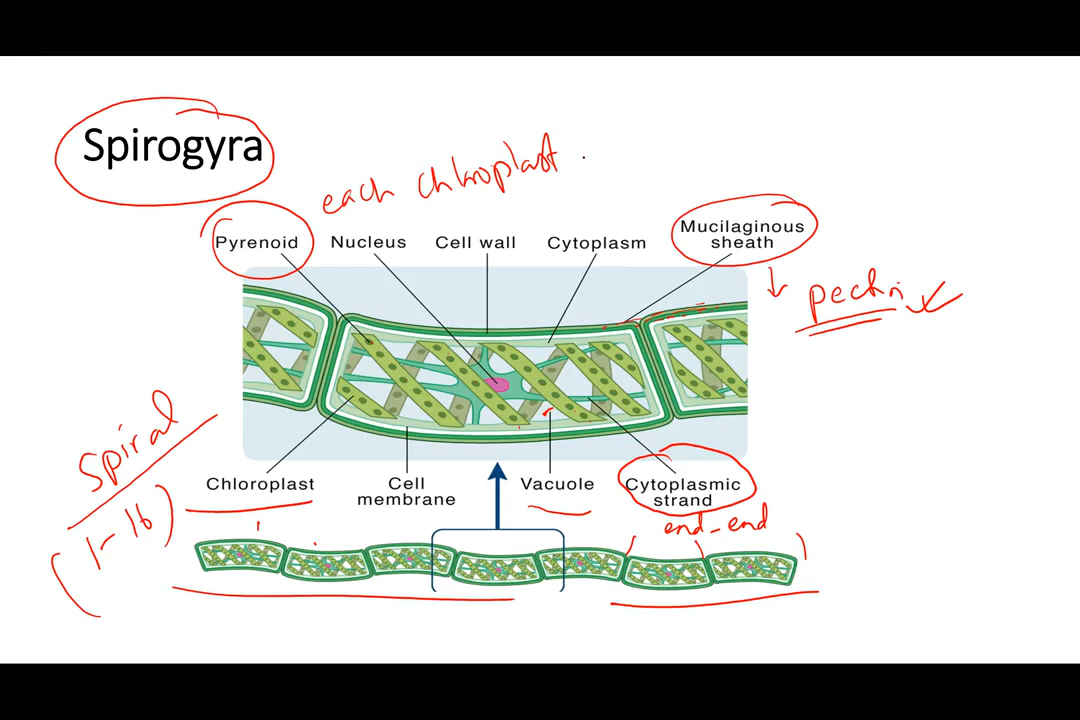 Spirogyra
each chloroplast .
Pyrenoid
Nucleus
Cell wall
Cytoplasm
Mucilaginous
sheath
pectin
Spiral
(1-16)
Chloroplast
Cell
membrane
Vacuole
Cytoplasmic
strand
end-end